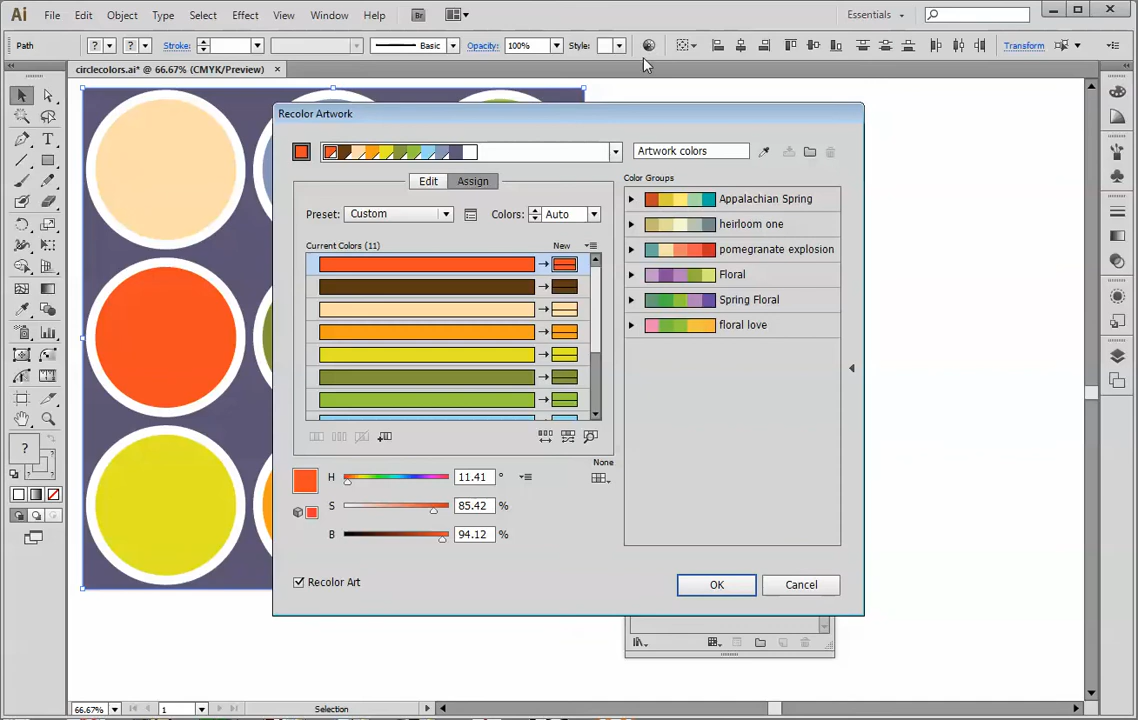 Ai File Edit Object Type Select Effect View Window Help Br Essentials
Path ? ? Stroke: Basic Opacity: 100% Style: Transform
circlecolors.ai* @ 66.67% (CMYK/Preview) ×
Recolor Artwork
Artwork colors
Edit Assign
Color Groups
Preset: Custom Colors: Auto
Current Colors (11) New
Appalachian Spring
heirloom one
pomegranate explosion
Floral
Spring Floral
floral love
None
H 11.41 °
S 85.42 %
B 94.12 %
Recolor Art
OK Cancel
T
?
66.67% 1 Selection